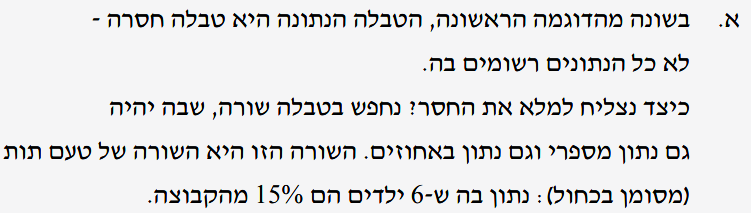 א. בשונה מהדוגמה הראשונה, הטבלה הנתונה היא טבלה חסרה -
לא כל הנתונים רשומים בה.
כיצד נצליח למלא את החסר? נחפש בטבלה שורה, שבה יהיה
גם נתון מספרי וגם נתון באחוזים. השורה הזו היא השורה של טעם תות
(מסומן בכחול): נתון בה ש-6 ילדים הם 15% מהקבוצה.